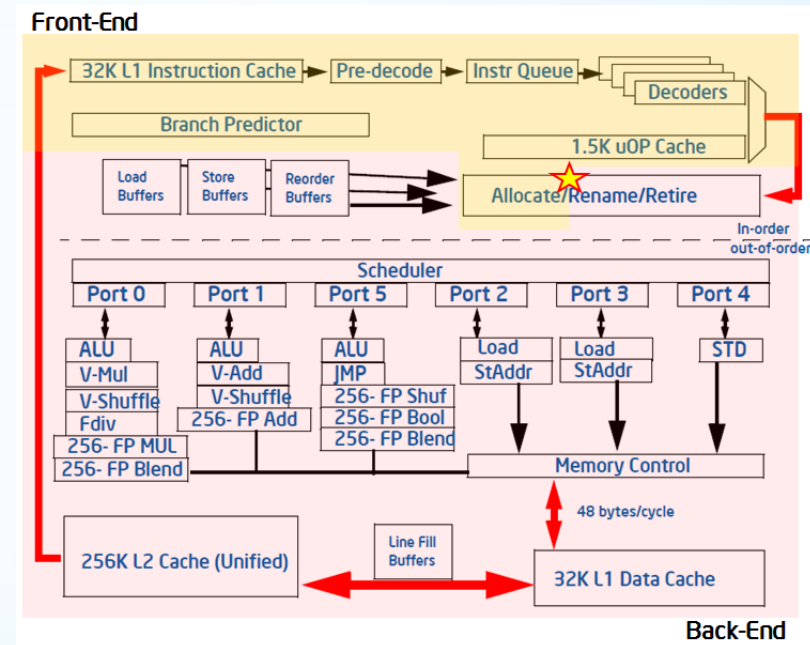 Front-End
32K L1 Instruction Cache
Pre-decode
Instr Queue
Decoders
Branch Predictor
1.5K uOP Cache
Load
Buffers
Store
Buffers
Reorder
Buffers
Allocate/Rename/Retire
In-order
out-of-order
Scheduler
Port 0
Port 1
Port 5
Port 2
Port 3
Port 4
ALU
V-Mul
V-Shuffle
Fdiv
256- FP MUL
256- FP Blend
ALU
V-Add
V-Shuffle
256- FP Add
ALU
JMP
256- FP Shuf
256- FP Bool
256- FP Blend
Load
StAddr
Load
StAddr
STD
Memory Control
48 bytes/cycle
256K L2 Cache (Unified)
Line Fill
Buffers
32K L1 Data Cache
Back-End